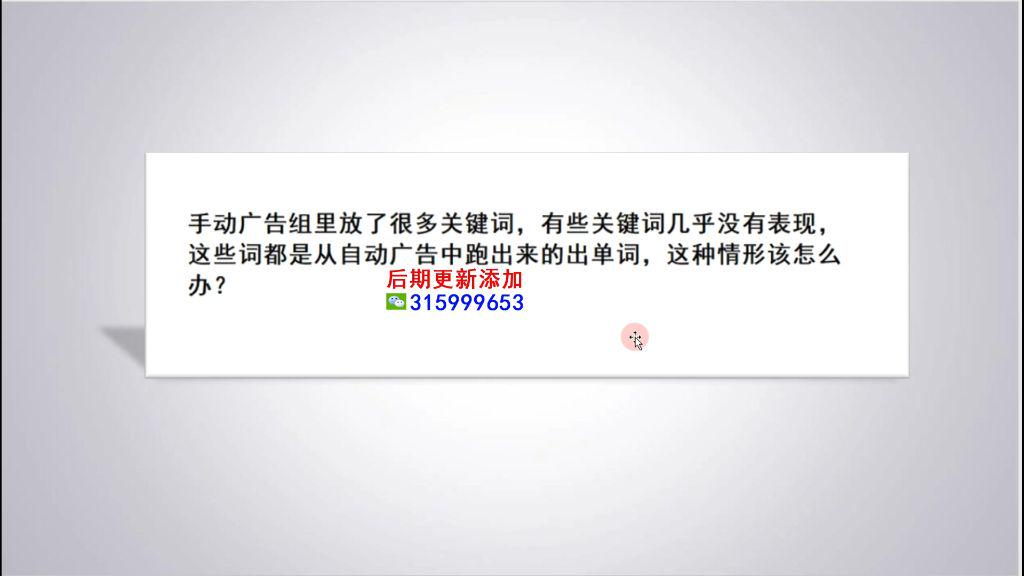 手动广告组里放了很多关键词，有些关键词几乎没有表现，
这些词都是从自动广告中跑出来的出单词，这种情形该怎么
办？
后期更新添加
315999653